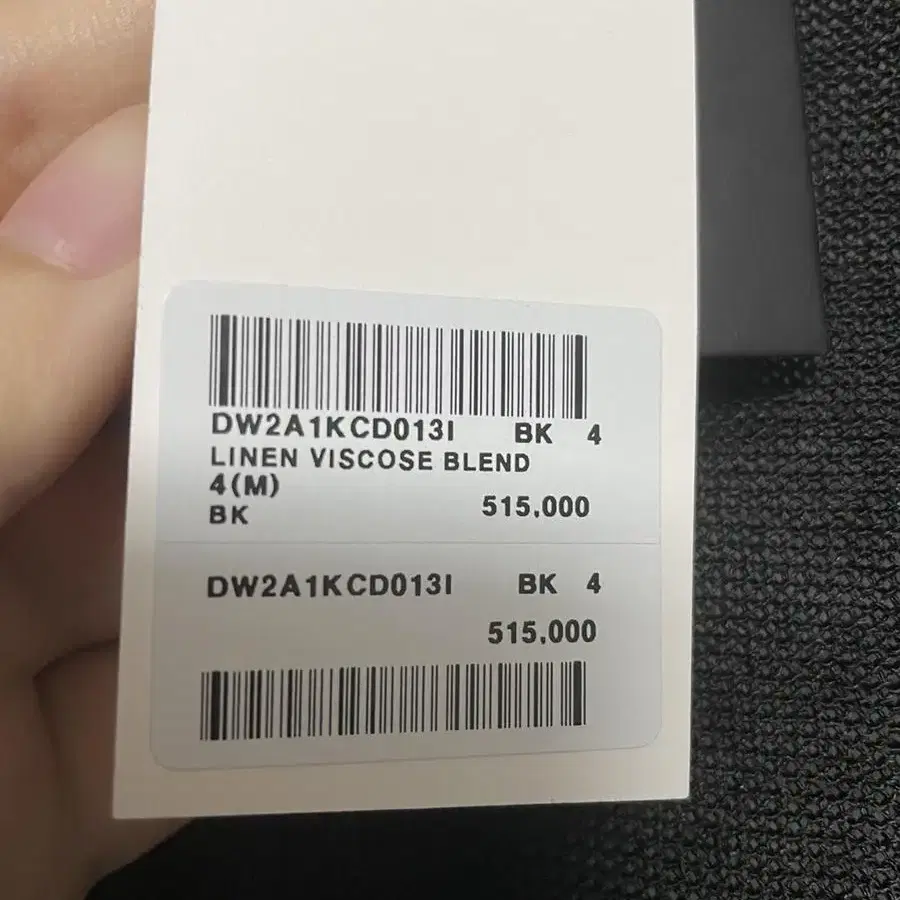 DW2A1KCD013I BK 4
LINEN VISCOSE BLEND
4(M)
515,000
BK
DW2A1KCD013I BK 4
515,000